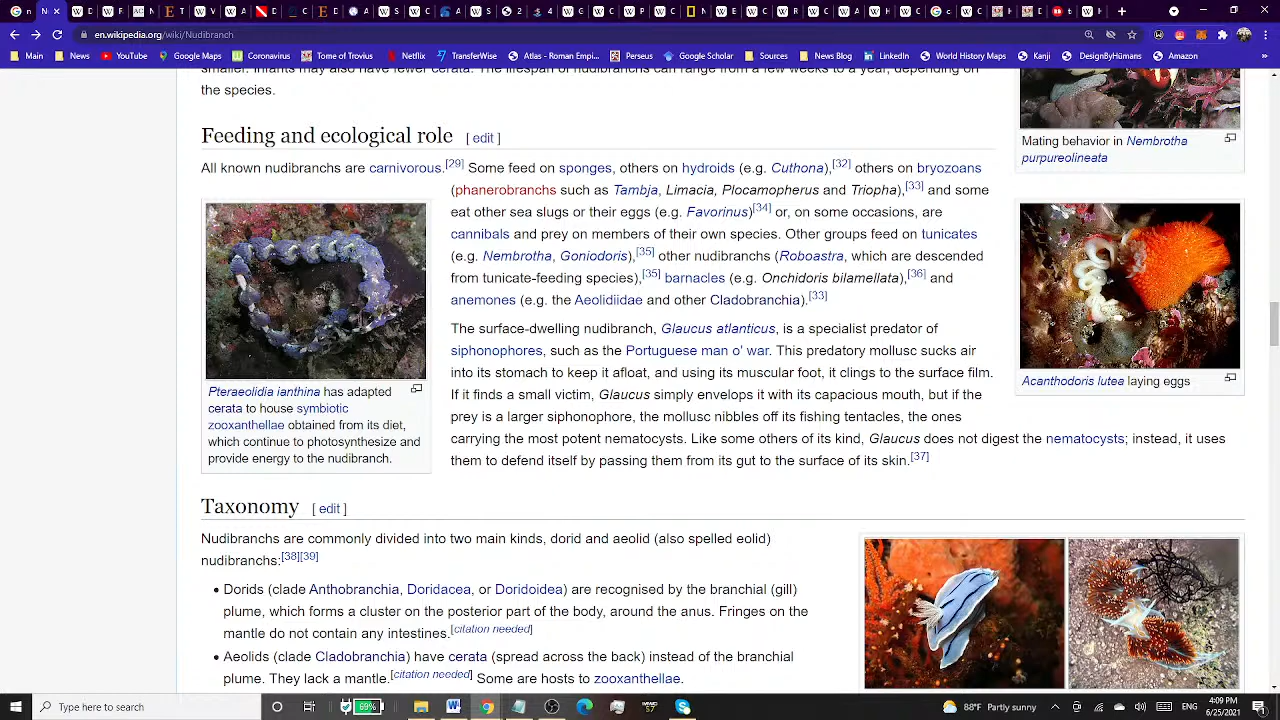 en.wikipedia.org/wiki/Nudibranch
Main
News
YouTube
Google Maps
Coronavirus
Tome of Trovius
Netflix
TransferWise
Atlas - Roman Empi...
Perseus
Google Scholar
Sources
News Blog
LinkedIn
World History Maps
Kanji
DesignByHümans
Amazon
smaller. Infants may also have fewer cerata. The lifespan of nudibranchs can range from a few weeks to a year, depending on
the species.
Mating behavior in Nembrotha
purpureolineata
Feeding and ecological role [ edit ]
All known nudibranchs are carnivorous.[29] Some feed on sponges, others on hydroids (e.g. Cuthona),[32] others on bryozoans
(phanerobranchs such as Tambja, Limacia, Plocamopherus and Triopha),[33] and some
eat other sea slugs or their eggs (e.g. Favorinus)[34] or, on some occasions, are
cannibals and prey on members of their own species. Other groups feed on tunicates
(e.g. Nembrotha, Goniodoris),[35] other nudibranchs (Roboastra, which are descended
from tunicate-feeding species),[35] barnacles (e.g. Onchidoris bilamellata),[36] and
anemones (e.g. the Aeolidiidae and other Cladobranchia).[33]
The surface-dwelling nudibranch, Glaucus atlanticus, is a specialist predator of
siphonophores, such as the Portuguese man o' war. This predatory mollusc sucks air
into its stomach to keep it afloat, and using its muscular foot, it clings to the surface film.
If it finds a small victim, Glaucus simply envelops it with its capacious mouth, but if the
prey is a larger siphonophore, the mollusc nibbles off its fishing tentacles, the ones
carrying the most potent nematocysts. Like some others of its kind, Glaucus does not digest the nematocysts; instead, it uses
them to defend itself by passing them from its gut to the surface of its skin.[37]
Pteraeolidia ianthina has adapted
cerata to house symbiotic
zooxanthellae obtained from its diet,
which continue to photosynthesize and
provide energy to the nudibranch.
Acanthodoris lutea laying eggs
Taxonomy [ edit ]
Nudibranchs are commonly divided into two main kinds, dorid and aeolid (also spelled eolid)
nudibranchs:[38][39]
Dorids (clade Anthobranchia, Doridacea, or Doridoidea) are recognised by the branchial (gill)
plume, which forms a cluster on the posterior part of the body, around the anus. Fringes on the
mantle do not contain any intestines.[citation needed]
Aeolids (clade Cladobranchia) have cerata (spread across the back) instead of the branchial
plume. They lack a mantle.[citation needed] Some are hosts to zooxanthellae.
Type here to search
69%
88°F Partly sunny
4:09 PM
6/25/2021